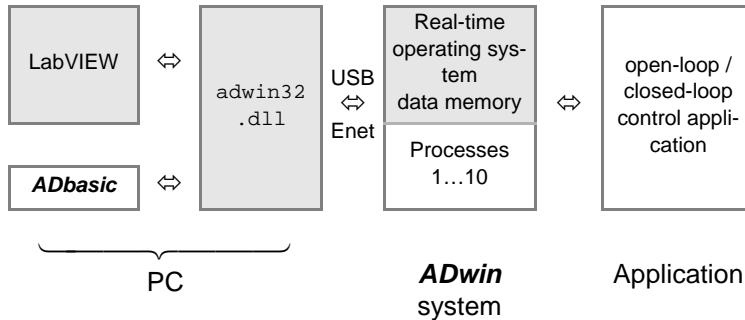 LabVIEW
⇔
adwin32
.dll
USB
⇔
Enet
Real-time
operating sys-
tem
data memory
⇔
open-loop /
closed-loop
control appli-
cation
ADbasic
⇔
Processes
1...10
PC
ADwin
system
Application